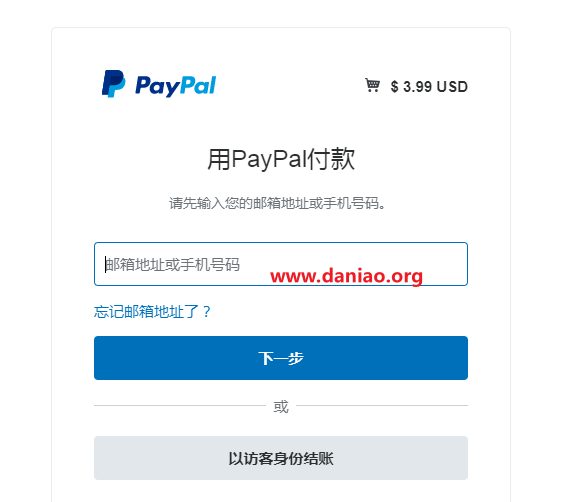 PayPal
$ 3.99 USD
用PayPal付款
请先输入您的邮箱地址或手机号码。
邮箱地址或手机号码
www.daniao.org
忘记邮箱地址了？
下一步
或
以访客身份结账